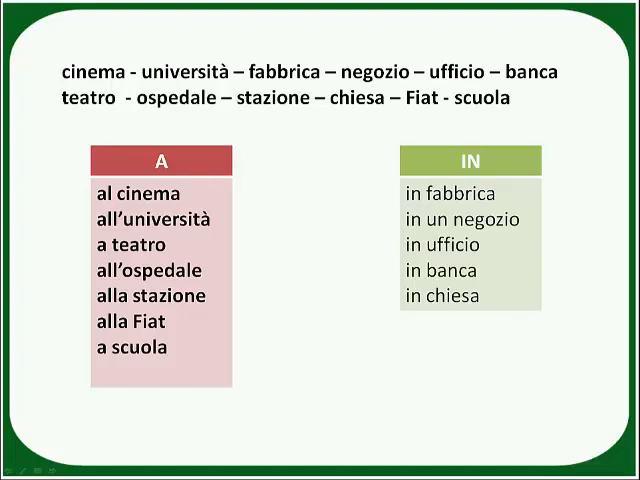 cinema - università – fabbrica – negozio – ufficio – banca
teatro - ospedale – stazione – chiesa – Fiat - scuola
A
al cinema
all’università
a teatro
all’ospedale
alla stazione
alla Fiat
a scuola
IN
in fabbrica
in un negozio
in ufficio
in banca
in chiesa